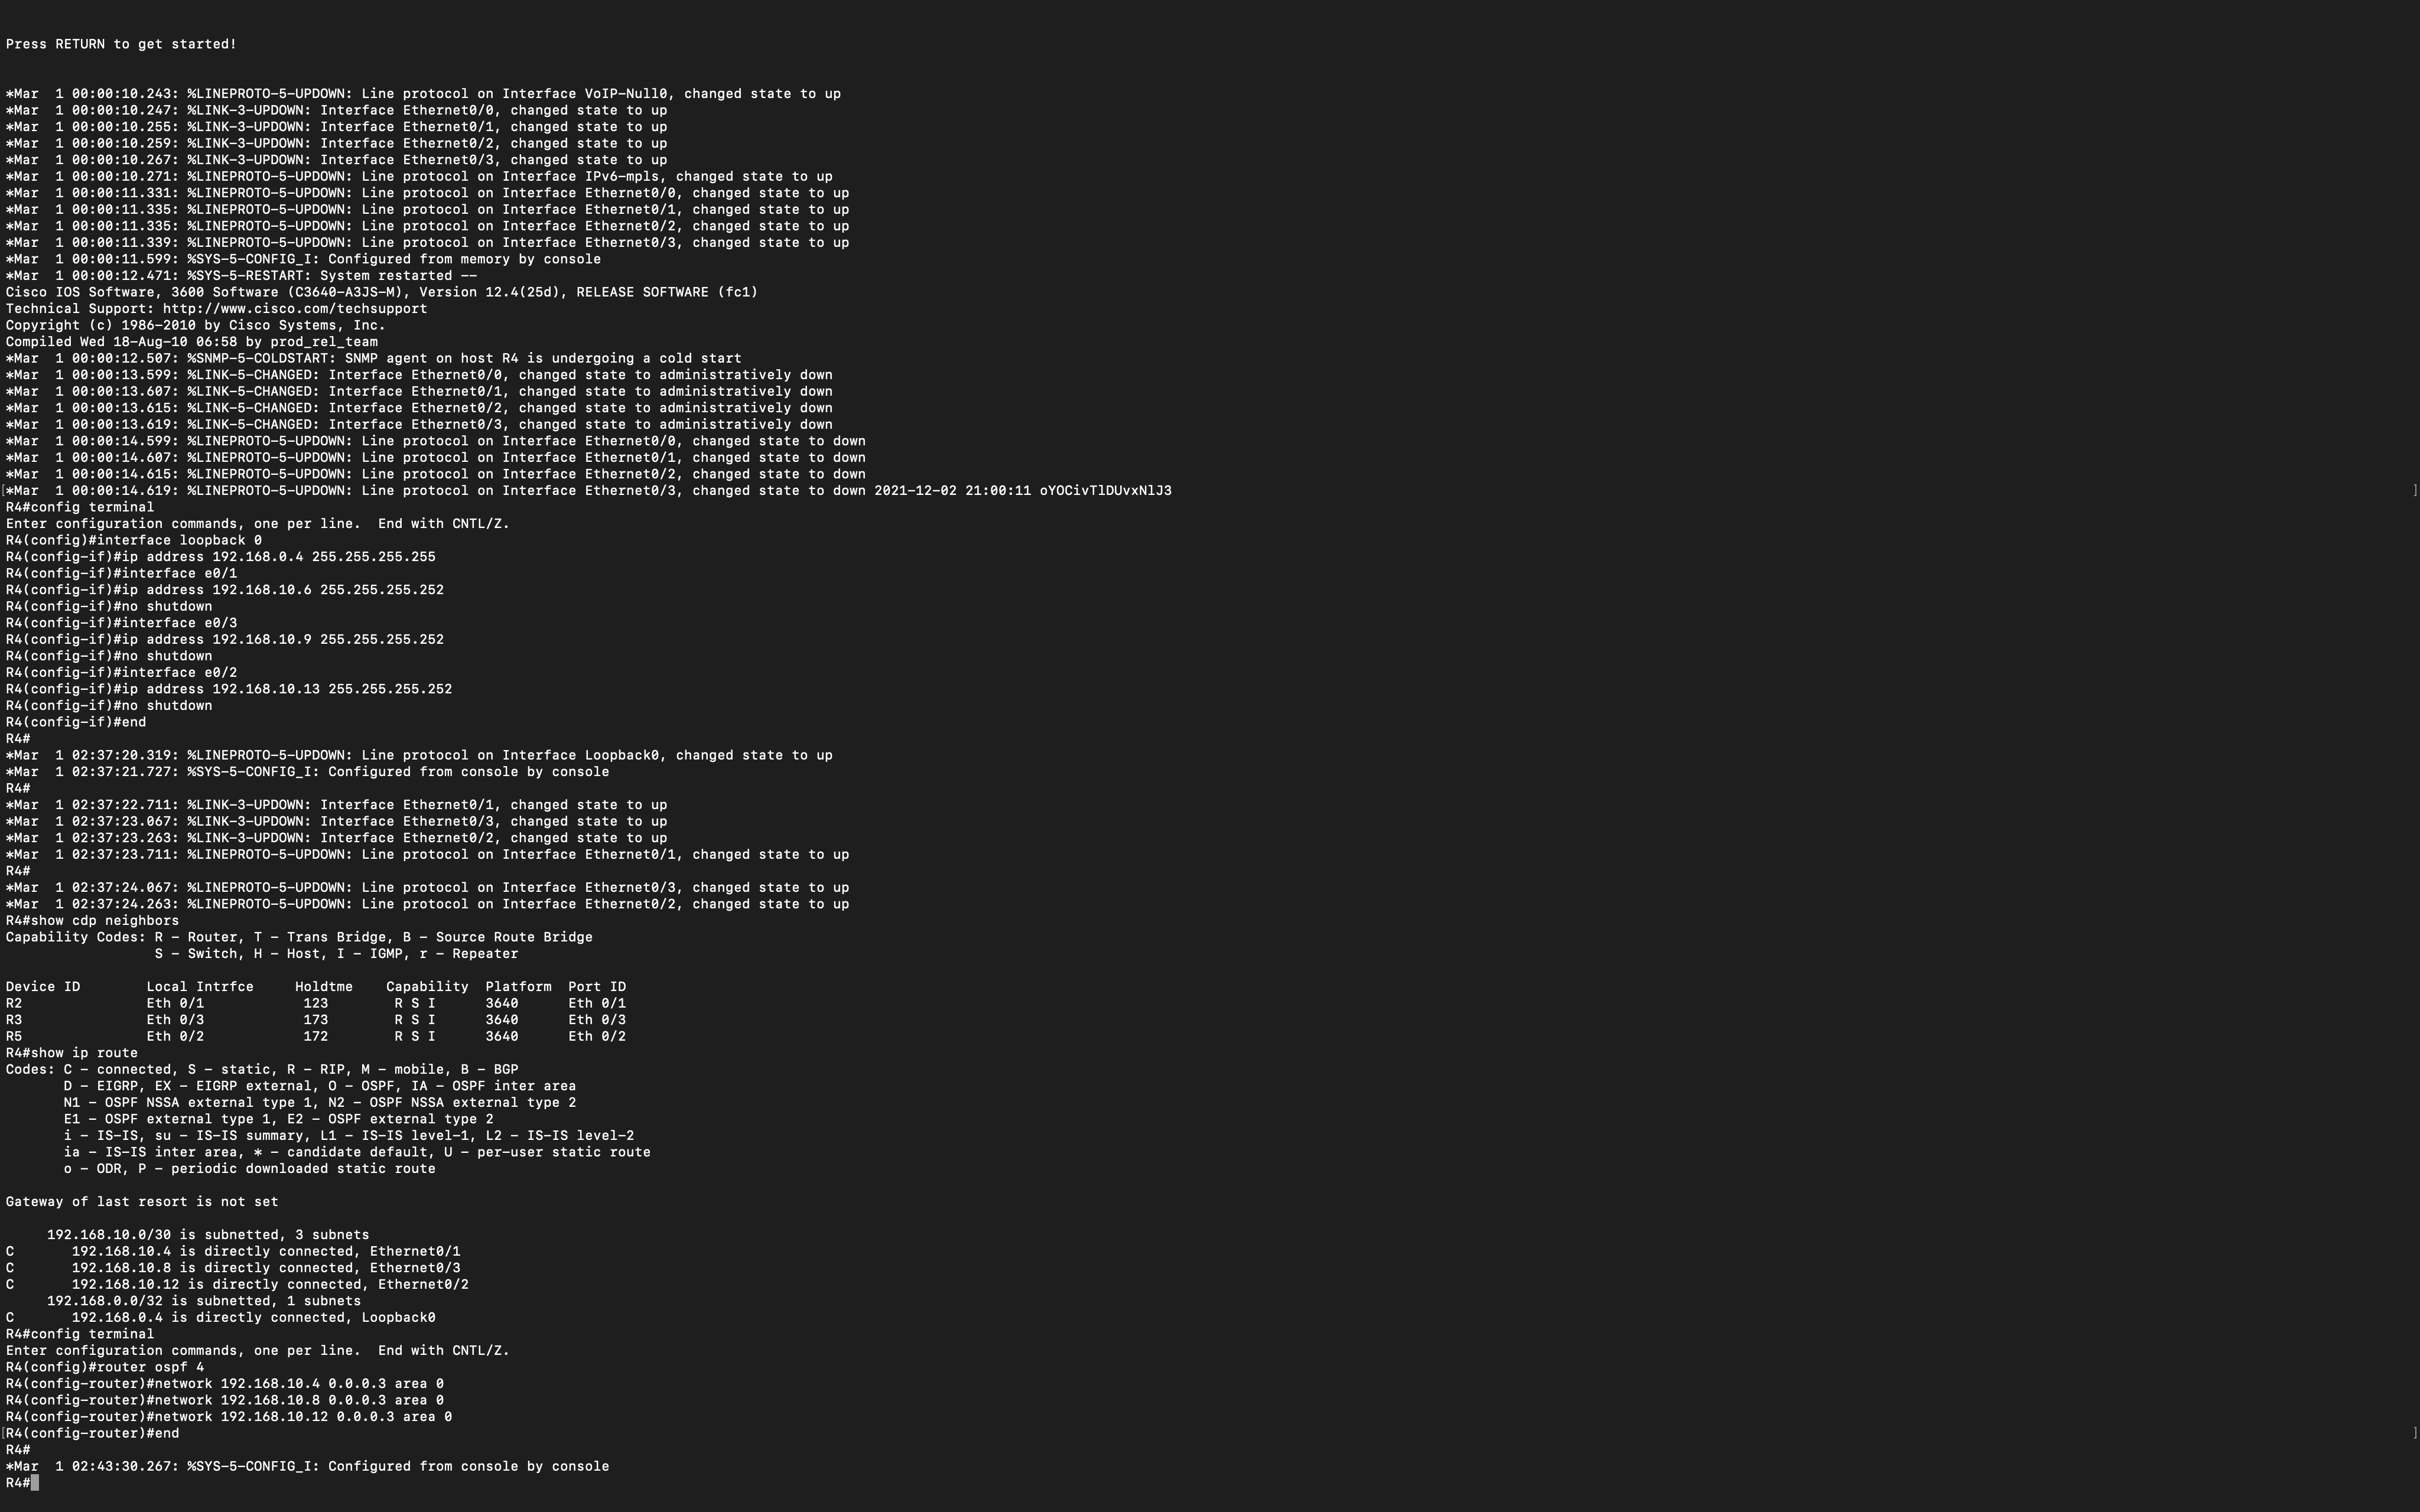 Press RETURN to get started!
*Mar  1 00:00:10.243: %LINEPROTO-5-UPDOWN: Line protocol on Interface VoIP-Null0, changed state to up
*Mar  1 00:00:10.247: %LINK-3-UPDOWN: Interface Ethernet0/0, changed state to up
*Mar  1 00:00:10.255: %LINK-3-UPDOWN: Interface Ethernet0/1, changed state to up
*Mar  1 00:00:10.259: %LINK-3-UPDOWN: Interface Ethernet0/2, changed state to up
*Mar  1 00:00:10.267: %LINK-3-UPDOWN: Interface Ethernet0/3, changed state to up
*Mar  1 00:00:10.271: %LINEPROTO-5-UPDOWN: Line protocol on Interface IPv6-mpls, changed state to up
*Mar  1 00:00:11.331: %LINEPROTO-5-UPDOWN: Line protocol on Interface Ethernet0/0, changed state to up
*Mar  1 00:00:11.335: %LINEPROTO-5-UPDOWN: Line protocol on Interface Ethernet0/1, changed state to up
*Mar  1 00:00:11.335: %LINEPROTO-5-UPDOWN: Line protocol on Interface Ethernet0/2, changed state to up
*Mar  1 00:00:11.339: %LINEPROTO-5-UPDOWN: Line protocol on Interface Ethernet0/3, changed state to up
*Mar  1 00:00:11.599: %SYS-5-CONFIG_I: Configured from memory by console
*Mar  1 00:00:12.471: %SYS-5-RESTART: System restarted --
Cisco IOS Software, 3600 Software (C3640-A3JS-M), Version 12.4(25d), RELEASE SOFTWARE (fc1)
Technical Support: http://www.cisco.com/techsupport
Copyright (c) 1986-2010 by Cisco Systems, Inc.
Compiled Wed 18-Aug-10 06:58 by prod_rel_team
*Mar  1 00:00:12.507: %SNMP-5-COLDSTART: SNMP agent on host R4 is undergoing a cold start
*Mar  1 00:00:13.599: %LINK-5-CHANGED: Interface Ethernet0/0, changed state to administratively down
*Mar  1 00:00:13.607: %LINK-5-CHANGED: Interface Ethernet0/1, changed state to administratively down
*Mar  1 00:00:13.615: %LINK-5-CHANGED: Interface Ethernet0/2, changed state to administratively down
*Mar  1 00:00:13.619: %LINK-5-CHANGED: Interface Ethernet0/3, changed state to administratively down
*Mar  1 00:00:14.599: %LINEPROTO-5-UPDOWN: Line protocol on Interface Ethernet0/0, changed state to down
*Mar  1 00:00:14.607: %LINEPROTO-5-UPDOWN: Line protocol on Interface Ethernet0/1, changed state to down
*Mar  1 00:00:14.615: %LINEPROTO-5-UPDOWN: Line protocol on Interface Ethernet0/2, changed state to down
[*Mar  1 00:00:14.619: %LINEPROTO-5-UPDOWN: Line protocol on Interface Ethernet0/3, changed state to down 2021-12-02 21:00:11 oYOCivTlDUvxNlJ3 ]
R4#config terminal
Enter configuration commands, one per line.  End with CNTL/Z.
R4(config)#interface loopback 0
R4(config-if)#ip address 192.168.0.4 255.255.255.255
R4(config-if)#interface e0/1
R4(config-if)#ip address 192.168.10.6 255.255.255.252
R4(config-if)#no shutdown
R4(config-if)#interface e0/3
R4(config-if)#ip address 192.168.10.9 255.255.255.252
R4(config-if)#no shutdown
R4(config-if)#interface e0/2
R4(config-if)#ip address 192.168.10.13 255.255.255.252
R4(config-if)#no shutdown
R4(config-if)#end
R4#
*Mar  1 02:37:20.319: %LINEPROTO-5-UPDOWN: Line protocol on Interface Loopback0, changed state to up
*Mar  1 02:37:21.727: %SYS-5-CONFIG_I: Configured from console by console
R4#
*Mar  1 02:37:22.711: %LINK-3-UPDOWN: Interface Ethernet0/1, changed state to up
*Mar  1 02:37:23.067: %LINK-3-UPDOWN: Interface Ethernet0/3, changed state to up
*Mar  1 02:37:23.263: %LINK-3-UPDOWN: Interface Ethernet0/2, changed state to up
*Mar  1 02:37:23.711: %LINEPROTO-5-UPDOWN: Line protocol on Interface Ethernet0/1, changed state to up
R4#
*Mar  1 02:37:24.067: %LINEPROTO-5-UPDOWN: Line protocol on Interface Ethernet0/3, changed state to up
*Mar  1 02:37:24.263: %LINEPROTO-5-UPDOWN: Line protocol on Interface Ethernet0/2, changed state to up
R4#show cdp neighbors
Capability Codes: R - Router, T - Trans Bridge, B - Source Route Bridge
                  S - Switch, H - Host, I - IGMP, r - Repeater
Device ID        Local Intrfce     Holdtme    Capability  Platform  Port ID
R2               Eth 0/1            123        R S I      3640      Eth 0/1
R3               Eth 0/3            173        R S I      3640      Eth 0/3
R5               Eth 0/2            172        R S I      3640      Eth 0/2
R4#show ip route
Codes: C - connected, S - static, R - RIP, M - mobile, B - BGP
       D - EIGRP, EX - EIGRP external, O - OSPF, IA - OSPF inter area
       N1 - OSPF NSSA external type 1, N2 - OSPF NSSA external type 2
       E1 - OSPF external type 1, E2 - OSPF external type 2
       i - IS-IS, su - IS-IS summary, L1 - IS-IS level-1, L2 - IS-IS level-2
       ia - IS-IS inter area, * - candidate default, U - per-user static route
       o - ODR, P - periodic downloaded static route
Gateway of last resort is not set
     192.168.10.0/30 is subnetted, 3 subnets
C       192.168.10.4 is directly connected, Ethernet0/1
C       192.168.10.8 is directly connected, Ethernet0/3
C       192.168.10.12 is directly connected, Ethernet0/2
     192.168.0.0/32 is subnetted, 1 subnets
C       192.168.0.4 is directly connected, Loopback0
R4#config terminal
Enter configuration commands, one per line.  End with CNTL/Z.
R4(config)#router ospf 4
R4(config-router)#network 192.168.10.4 0.0.0.3 area 0
R4(config-router)#network 192.168.10.8 0.0.0.3 area 0
R4(config-router)#network 192.168.10.12 0.0.0.3 area 0
[R4(config-router)#end ]
R4#
*Mar  1 02:43:30.267: %SYS-5-CONFIG_I: Configured from console by console
R4#